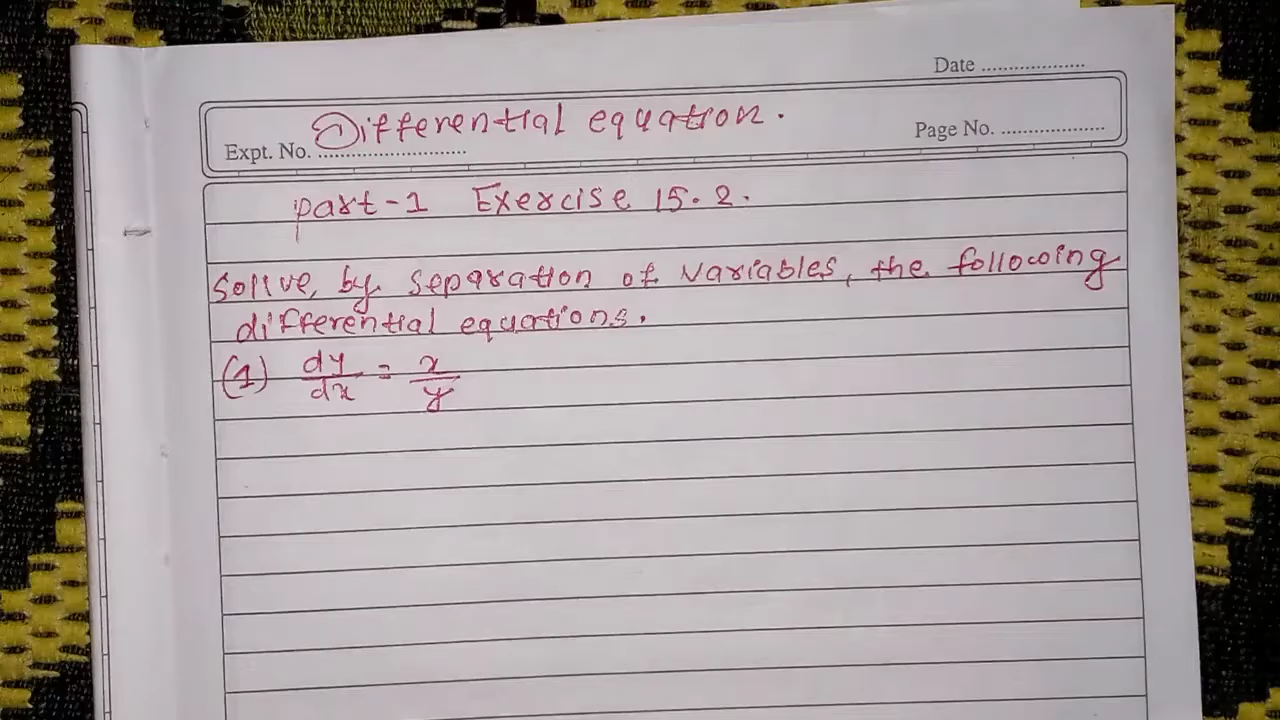 Date ..................
Differential equation.
Expt. No. ..........................
Page No. ..................
part-1 Exercise 15.2.
Solve, by separation of variables, the following
differential equations.
(1) dy/dx = x/y